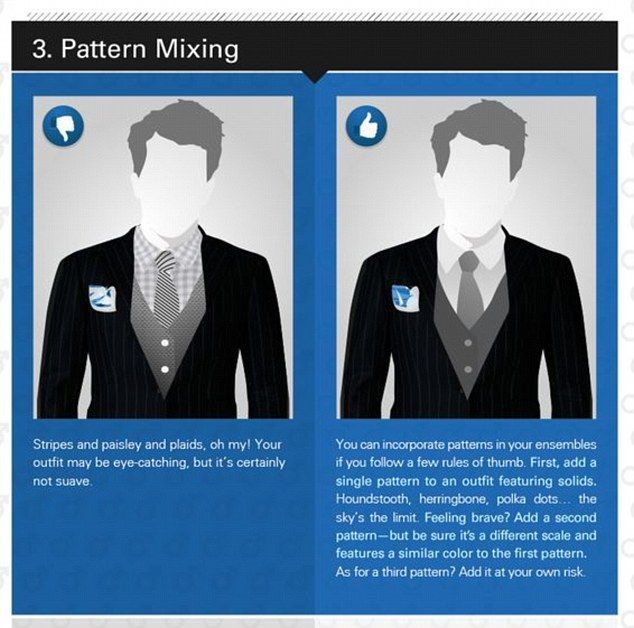 3. Pattern Mixing
Stripes and paisley and plaids, oh my! Your
outfit may be eye-catching, but it's certainly
not suave.
You can incorporate patterns in your ensembles
if you follow a few rules of thumb. First, add a
single pattern to an outfit featuring solids.
Houndstooth, herringbone, polka dots... the
sky's the limit. Feeling brave? Add a second
pattern—but be sure it's a different scale and
features a similar color to the first pattern.
As for a third pattern? Add it at your own risk.